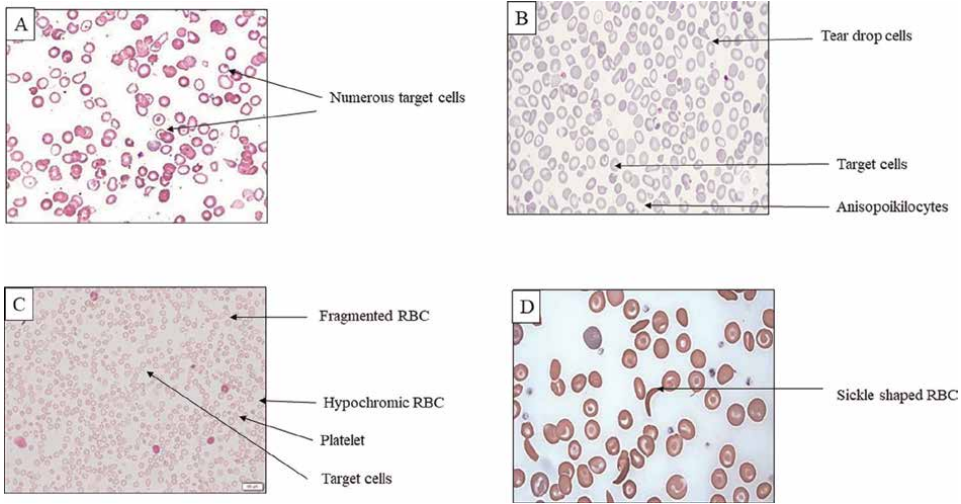 A
Numerous target cells
B
Tear drop cells
Target cells
Anisopoikilocytes
C
Fragmented RBC
Hypochromic RBC
Platelet
Target cells
D
Sickle shaped RBC